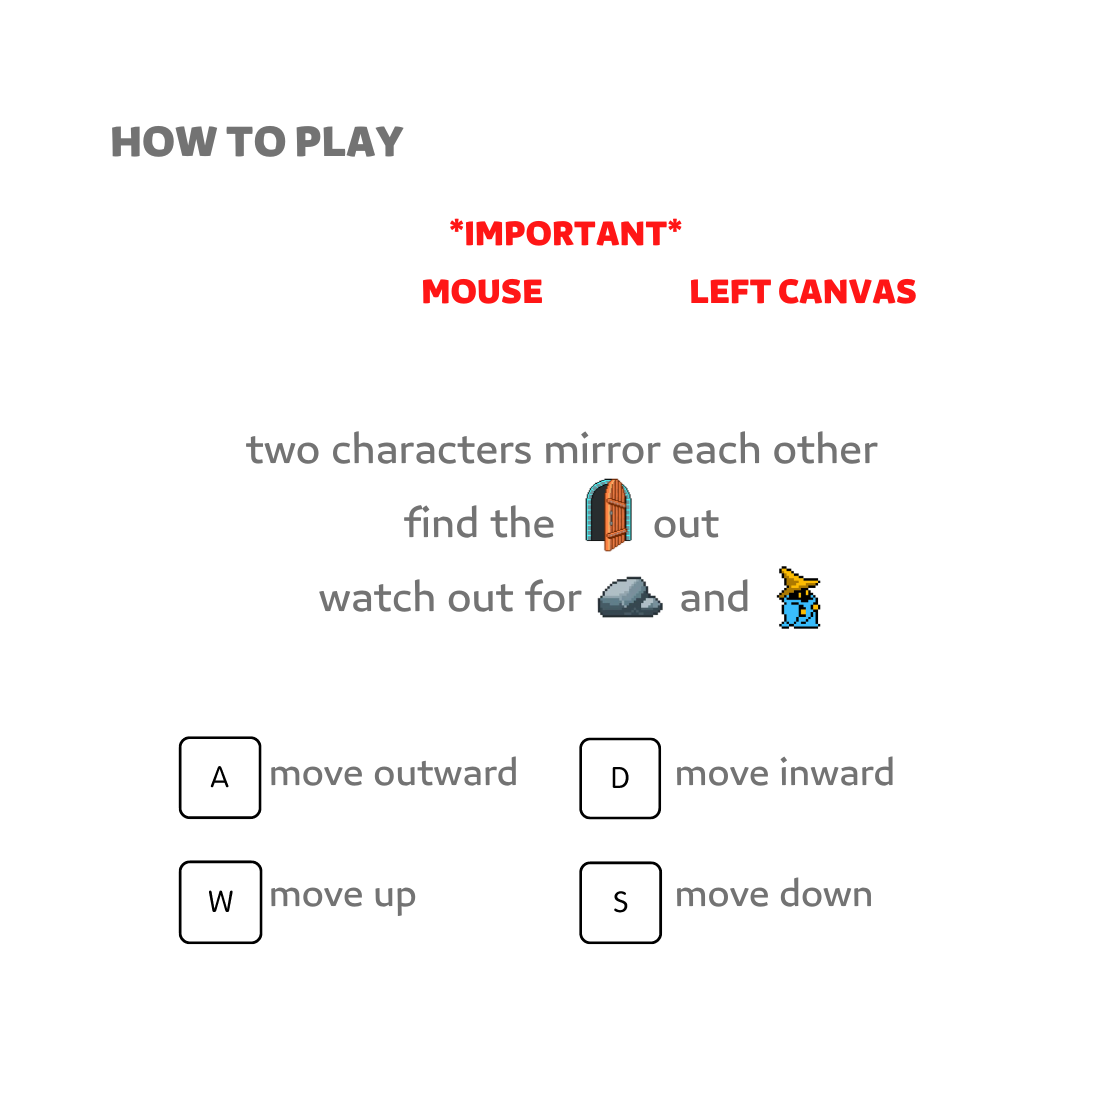 HOW TO PLAY
*IMPORTANT*
MOUSE LEFT CANVAS
two characters mirror each other
find the out
watch out for and
A move outward D move inward
W move up S move down